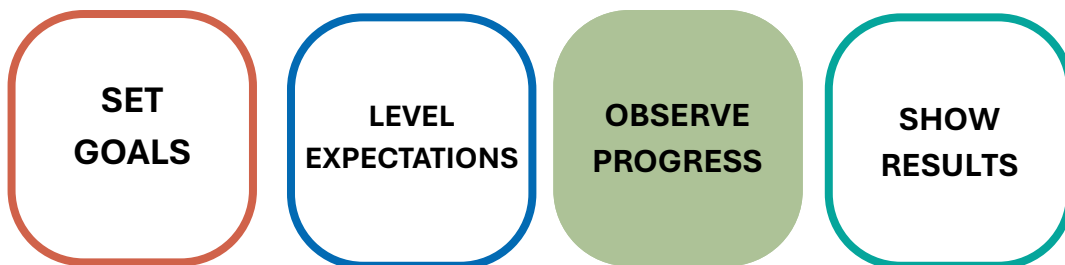 SET
GOALS
LEVEL
EXPECTATIONS
OBSERVE
PROGRESS
SHOW
RESULTS